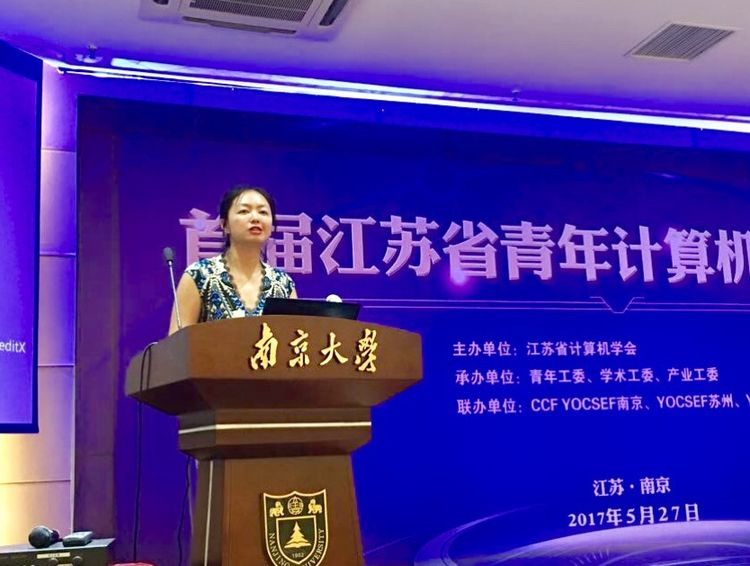 首届江苏省青年计算机
editX
南京大学
主办单位：江苏省计算机学会
承办单位：青年工委、学术工委、产业工委
联办单位：CCF YOCSEF南京、YOCSEF苏州、Y
江苏·南京
2017年5月27日
NANJING UNIVERSITY
1902